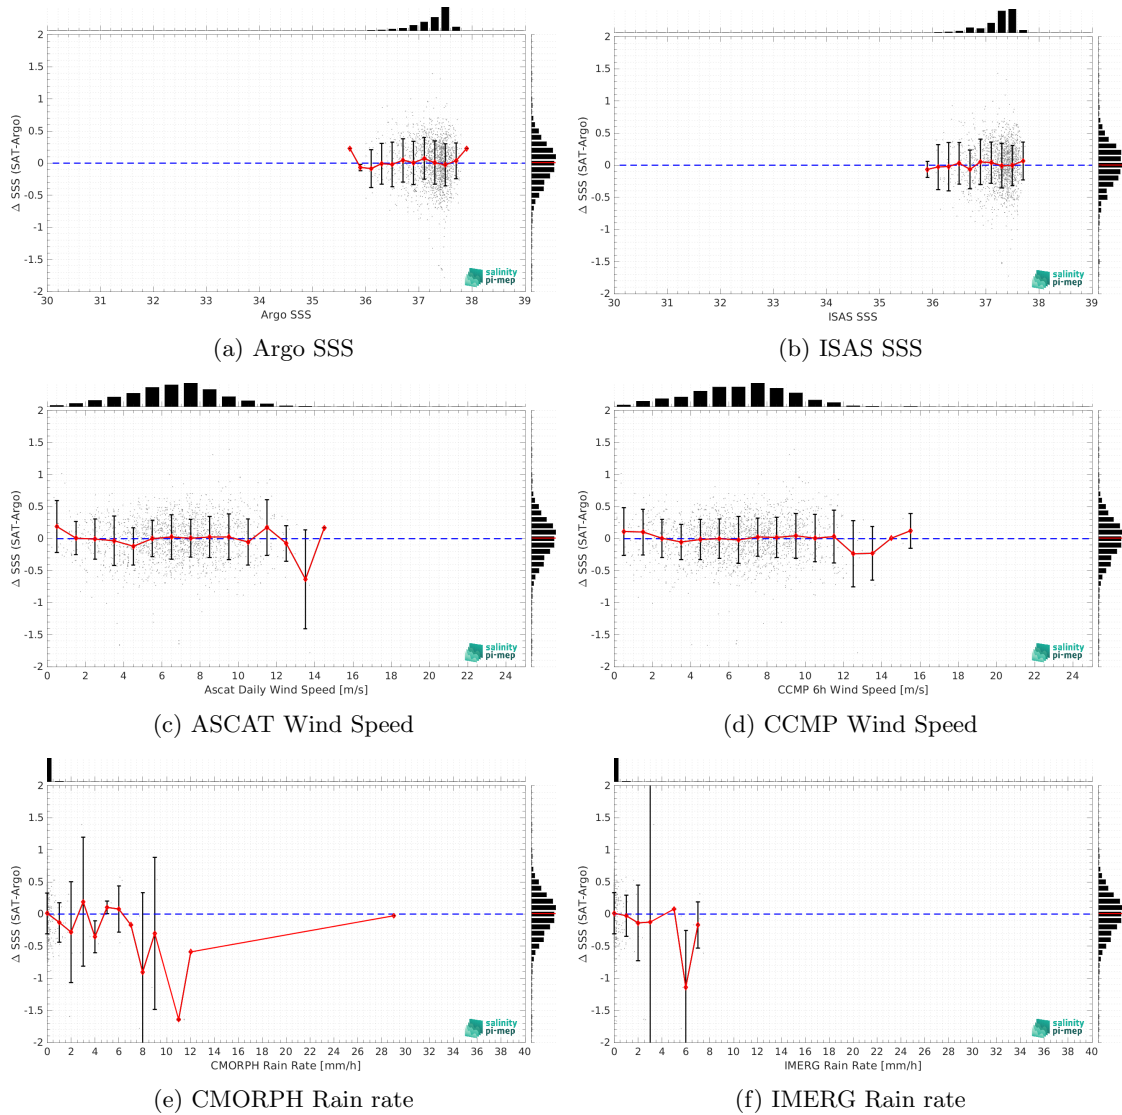 2
1.5
1
0.5
0
-0.5
-1
-1.5
-2
Δ SSS (SAT-Argo)
30 31 32 33 34 35 36 37 38 39
Argo SSS
salinity
pi-mep
(a) Argo SSS
2
1.5
1
0.5
0
-0.5
-1
-1.5
-2
Δ SSS (SAT-Argo)
30 31 32 33 34 35 36 37 38 39
ISAS SSS
salinity
pi-mep
(b) ISAS SSS
2
1.5
1
0.5
0
-0.5
-1
-1.5
-2
Δ SSS (SAT-Argo)
0 2 4 6 8 10 12 14 16 18 20 22 24
Ascat Daily Wind Speed [m/s]
salinity
pi-mep
(c) ASCAT Wind Speed
2
1.5
1
0.5
0
-0.5
-1
-1.5
-2
Δ SSS (SAT-Argo)
0 2 4 6 8 10 12 14 16 18 20 22 24
CCMP 6h Wind Speed [m/s]
salinity
pi-mep
(d) CCMP Wind Speed
2
1.5
1
0.5
0
-0.5
-1
-1.5
-2
Δ SSS (SAT-Argo)
0 2 4 6 8 10 12 14 16 18 20 22 24 26 28 30 32 34 36 38 40
CMORPH Rain Rate [mm/h]
salinity
pi-mep
(e) CMORPH Rain rate
2
1.5
1
0.5
0
-0.5
-1
-1.5
-2
Δ SSS (SAT-Argo)
0 2 4 6 8 10 12 14 16 18 20 22 24 26 28 30 32 34 36 38 40
IMERG Rain Rate [mm/h]
salinity
pi-mep
(f) IMERG Rain rate